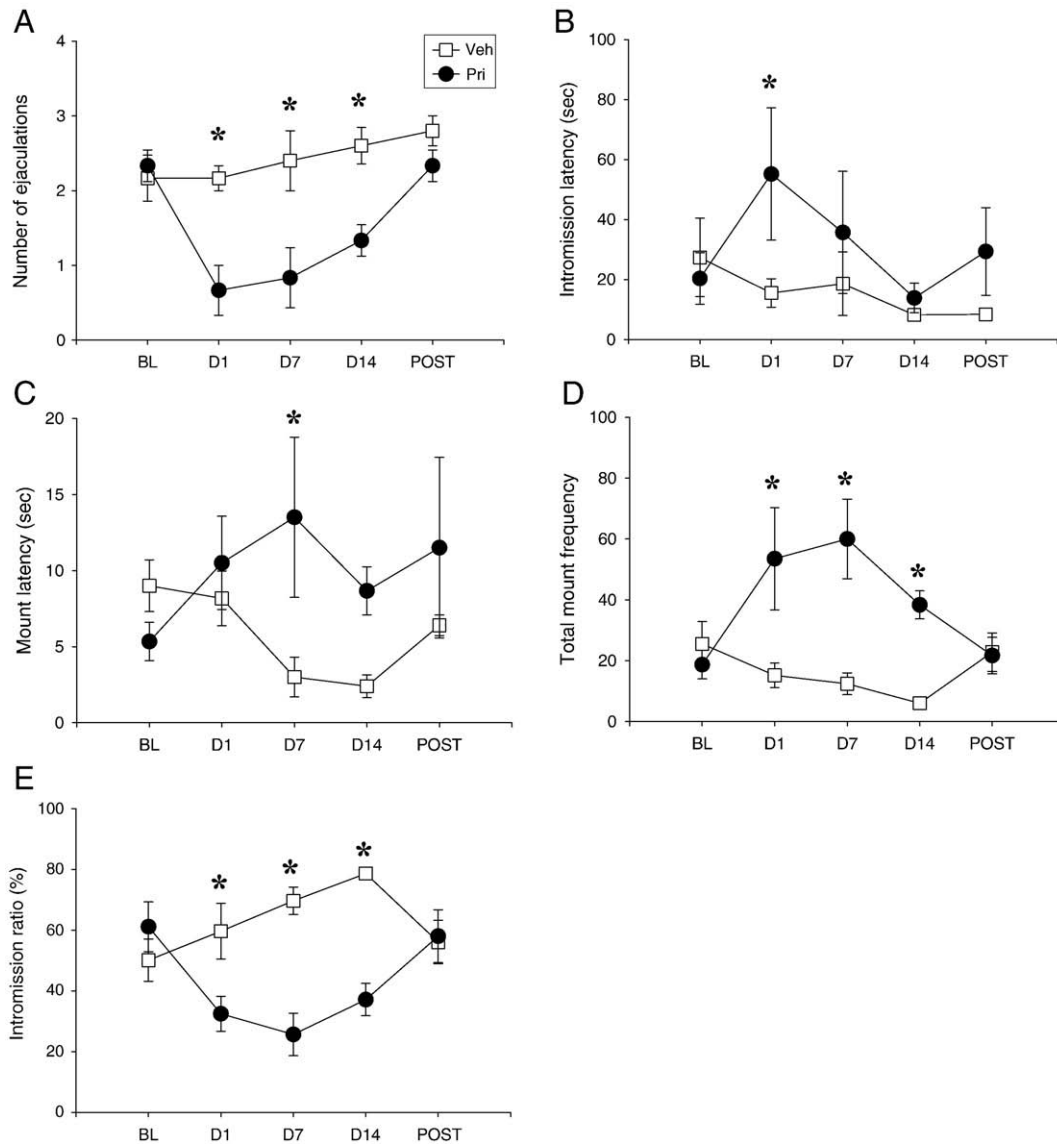 A
Number of ejaculations
4
3
2
1
0
Veh
Pri
*
*
*
BL D1 D7 D14 POST
B
Intromission latency (sec)
100
80
60
40
20
0
*
BL D1 D7 D14 POST
C
Mount latency (sec)
20
15
10
5
0
*
BL D1 D7 D14 POST
D
Total mount frequency
100
80
60
40
20
0
*
*
*
BL D1 D7 D14 POST
E
Intromission ratio (%)
100
80
60
40
20
0
*
*
*
BL D1 D7 D14 POST